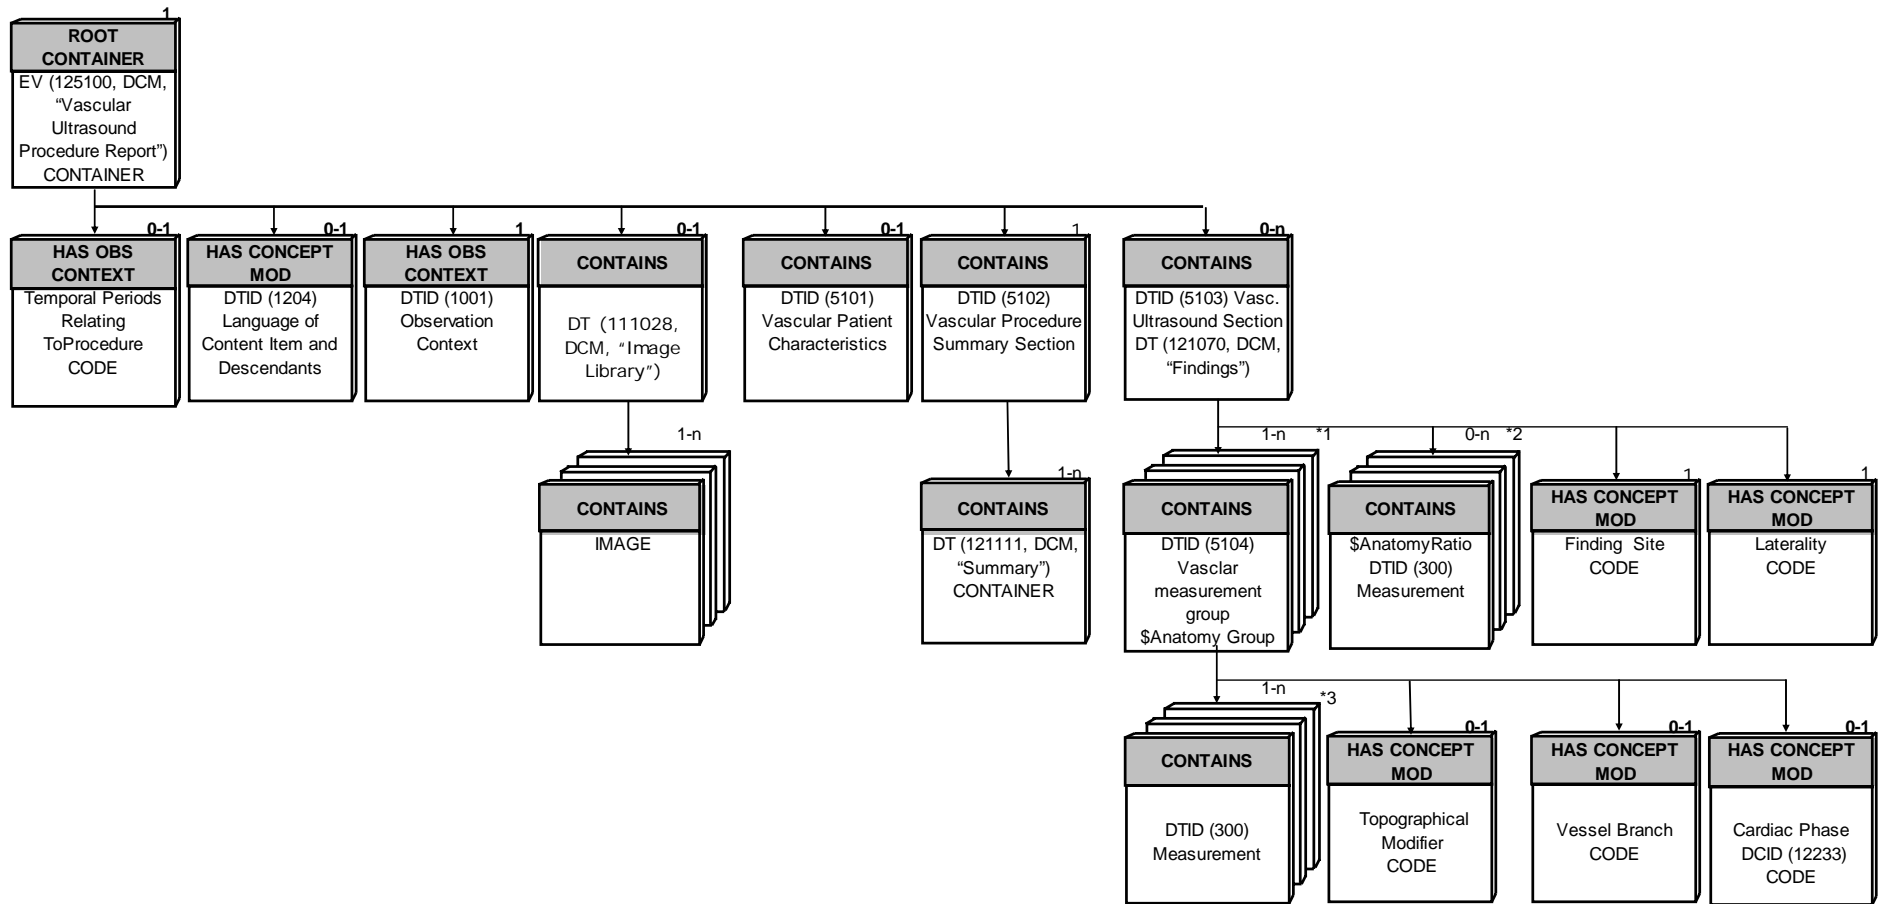 1
ROOT
CONTAINER
EV (125100, DCM,
“Vascular
Ultrasound
Procedure Report”)
CONTAINER
0-1
HAS OBS
CONTEXT
Temporal Periods
Relating
ToProcedure
CODE
0-1
HAS CONCEPT
MOD
DTID (1204)
Language of
Content Item and
Descendants
1
HAS OBS
CONTEXT
DTID (1001)
Observation
Context
0-1
CONTAINS
DT (111028,
DCM, “Image
Library”)
0-1
CONTAINS
DTID (5101)
Vascular Patient
Characteristics
1
CONTAINS
DTID (5102)
Vascular Procedure
Summary Section
0-n
CONTAINS
DTID (5103) Vasc.
Ultrasound Section
DT (121070, DCM,
“Findings”)
1-n
CONTAINS
IMAGE
1-n
CONTAINS
DT (121111, DCM,
“Summary”)
CONTAINER
1-n *1
CONTAINS
DTID (5104)
Vasclar
measurement
group
$Anatomy Group
0-n *2
CONTAINS
$AnatomyRatio
DTID (300)
Measurement
1
HAS CONCEPT
MOD
Finding Site
CODE
1
HAS CONCEPT
MOD
Laterality
CODE
1-n *3
CONTAINS
DTID (300)
Measurement
0-1
HAS CONCEPT
MOD
Topographical
Modifier
CODE
0-1
HAS CONCEPT
MOD
Vessel Branch
CODE
0-1
HAS CONCEPT
MOD
Cardiac Phase
DCID (12233)
CODE